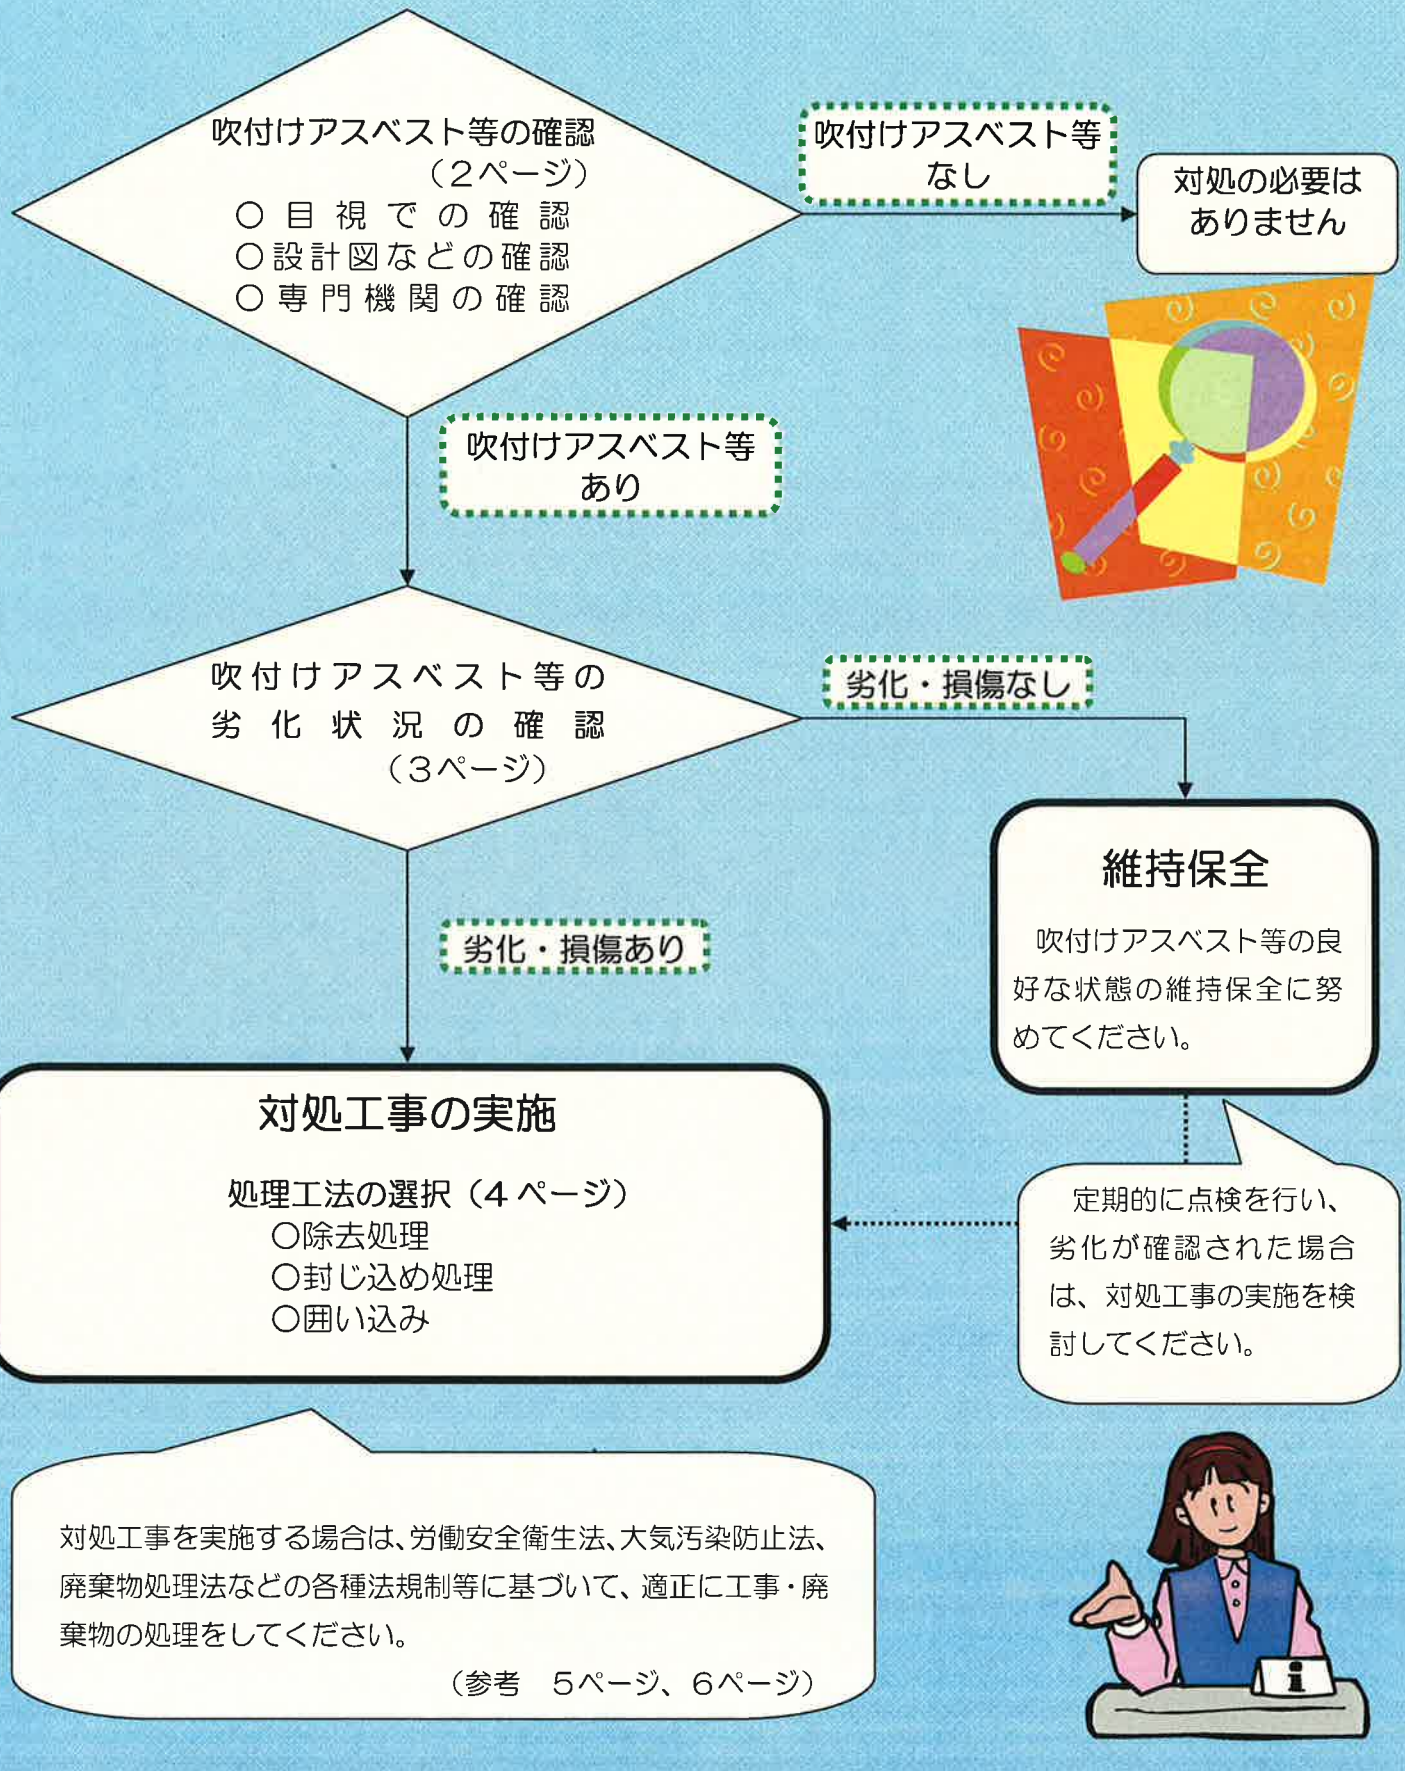 吹付けアスベスト等の確認
（２ページ）
○目視での確認
○設計図などの確認
○専門機関の確認
吹付けアスベスト等
なし
対処の必要は
ありません
吹付けアスベスト等
あり
吹付けアスベスト等の
劣化状況の確認
（３ページ）
劣化・損傷なし
維持保全
吹付けアスベスト等の良
好な状態の維持保全に努
めてください。
劣化・損傷あり
対処工事の実施
処理工法の選択（４ページ）
○除去処理
○封じ込め処理
○囲い込み
定期的に点検を行い、
劣化が確認された場合
は、対処工事の実施を検
討してください。
対処工事を実施する場合は、労働安全衛生法、大気汚染防止法、
廃棄物処理法などの各種法規制等に基づいて、適正に工事・廃
棄物の処理をしてください。
（参考　５ページ、６ページ）
i